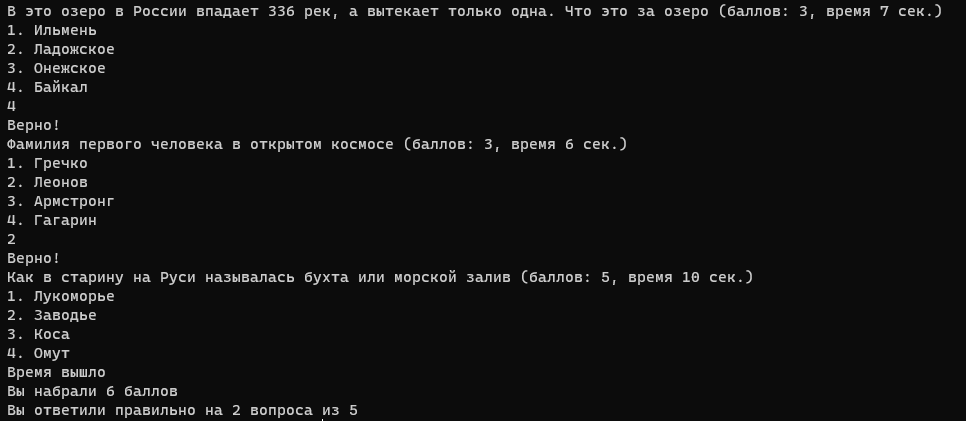 В это озеро в России впадает 336 рек, а вытекает только одна. Что это за озеро (баллов: 3, время 7 сек.)
1. Ильмень
2. Ладожское
3. Онежское
4. Байкал
4
Верно!
Фамилия первого человека в открытом космосе (баллов: 3, время 6 сек.)
1. Гречко
2. Леонов
3. Армстронг
4. Гагарин
2
Верно!
Как в старину на Руси называлась бухта или морской залив (баллов: 5, время 10 сек.)
1. Лукоморье
2. Заводье
3. Коса
4. Омут
Время вышло
Вы набрали 6 баллов
Вы ответили правильно на 2 вопроса из 5